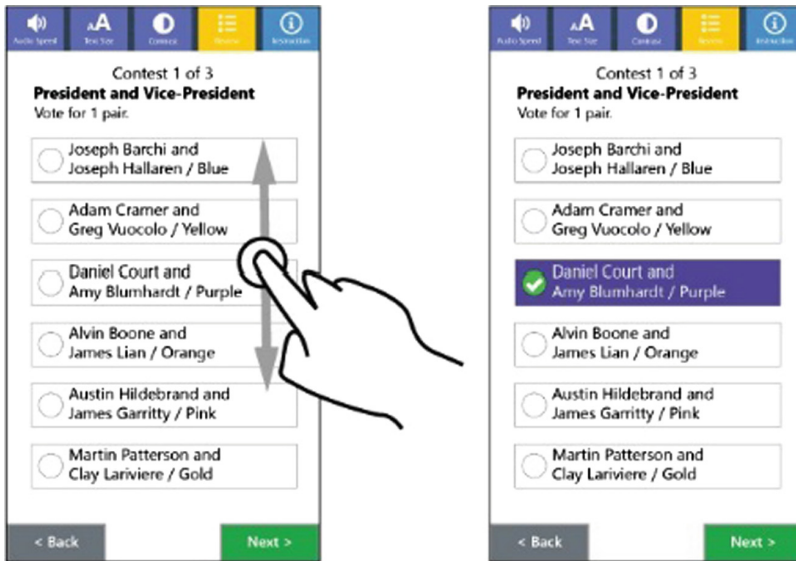 Audio Speed
AA
Text Size
Contrast
Review
Instruction
Contest 1 of 3
President and Vice-President
Vote for 1 pair.
Joseph Barchi and
Joseph Hallaren / Blue
Adam Cramer and
Greg Vuocolo / Yellow
Daniel Court and
Amy Blumhardt / Purple
Alvin Boone and
James Lian / Orange
Austin Hildebrand and
James Garritty / Pink
Martin Patterson and
Clay Lariviere / Gold
< Back
Next >
Audio Speed
AA
Text Size
Contrast
Review
Instruction
Contest 1 of 3
President and Vice-President
Vote for 1 pair.
Joseph Barchi and
Joseph Hallaren / Blue
Adam Cramer and
Greg Vuocolo / Yellow
Daniel Court and
Amy Blumhardt / Purple
Alvin Boone and
James Lian / Orange
Austin Hildebrand and
James Garritty / Pink
Martin Patterson and
Clay Lariviere / Gold
< Back
Next >